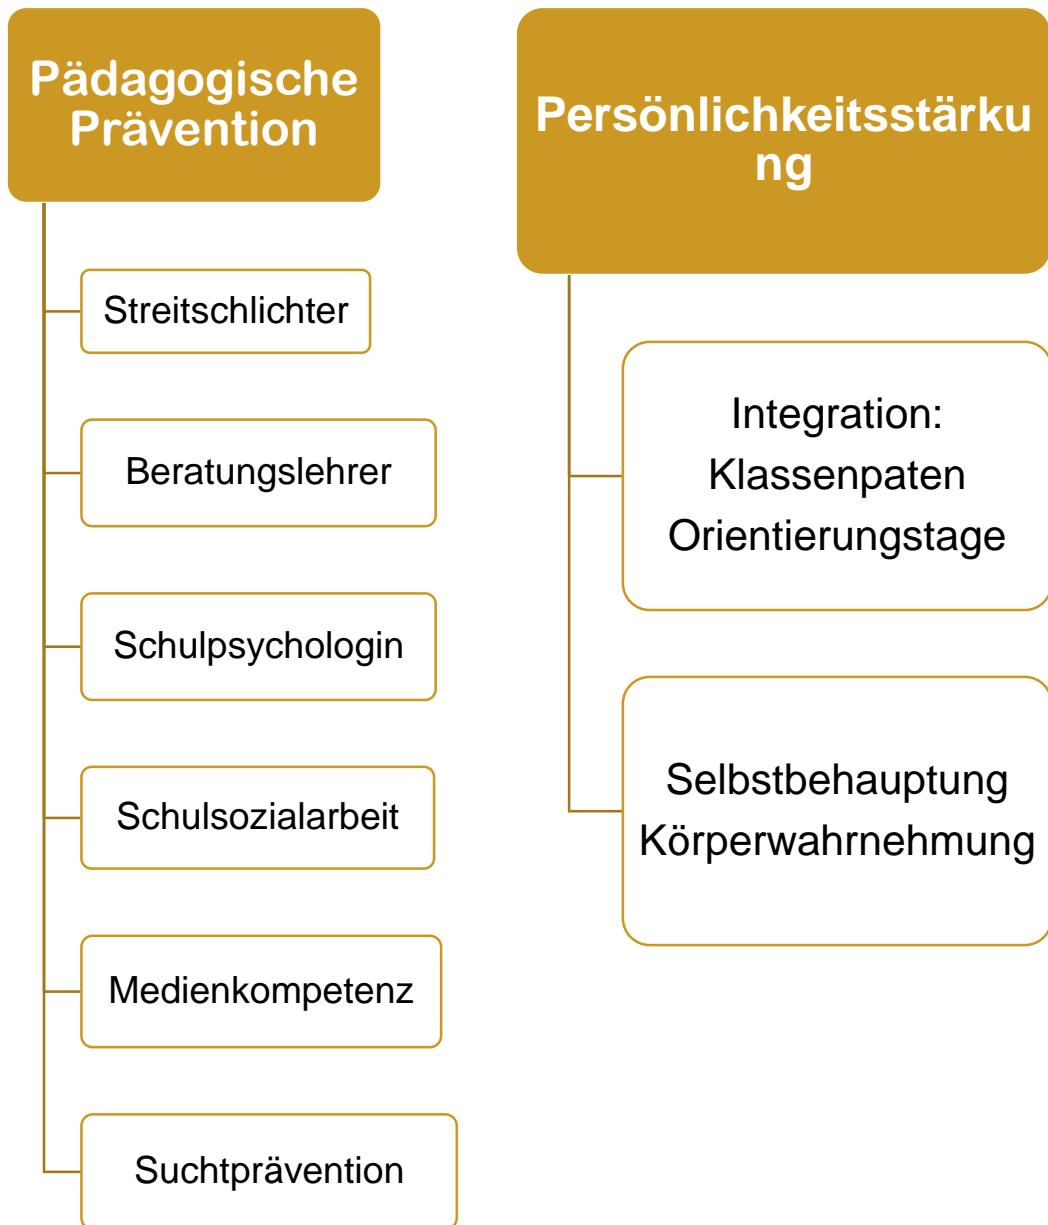 Pädagogische
Prävention
Streitschlichter
Beratungslehrer
Schulpsychologin
Schulsozialarbeit
Medienkompetenz
Suchtprävention
Persönlichkeitsstärku
ng
Integration:
Klassenpaten
Orientierungstage
Selbstbehauptung
Körperwahrnehmung